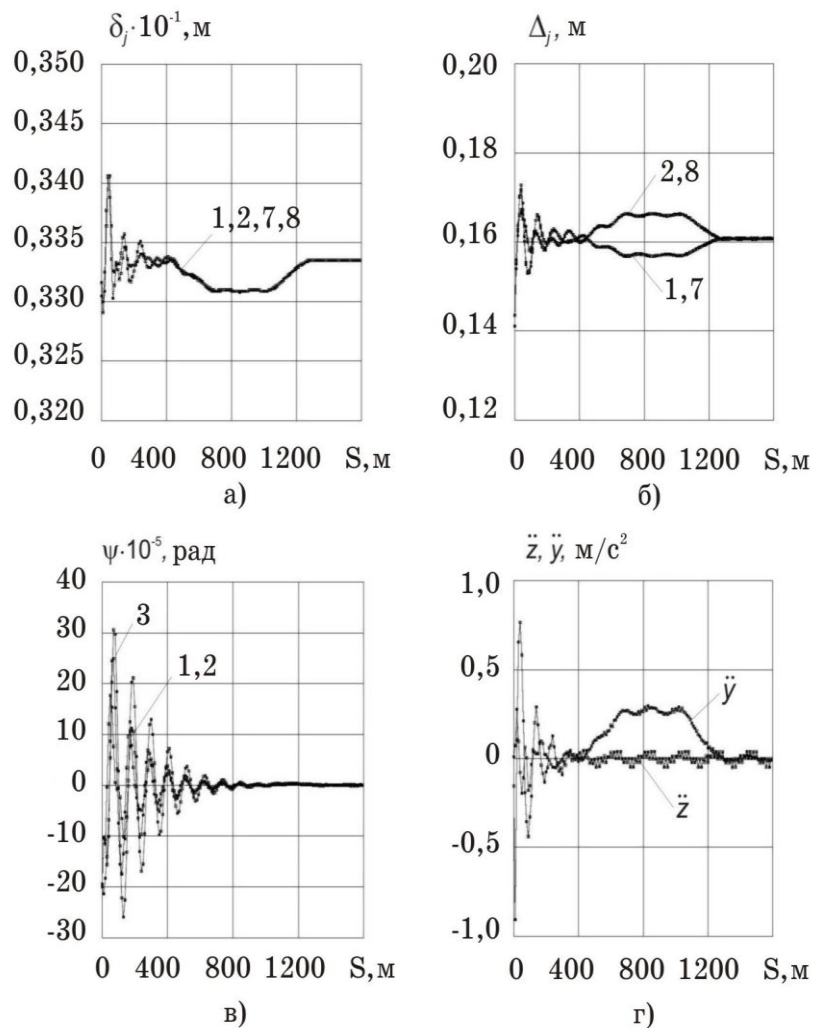 δj·10⁻¹, м
0,350
0,345
0,340
0,335
0,330
0,325
0,320
1,2,7,8
0 400 800 1200 S, м
а)
Δj, м
0,20
0,18
0,16
0,14
0,12
2,8
1,7
0 400 800 1200 S, м
б)
ψ·10⁻⁵, рад
40
30
20
10
0
-10
-20
-30
3
1,2
0 400 800 1200 S, м
в)
z̈, ÿ, м/с²
1,0
0,5
0
-0,5
-1,0
ÿ
z̈
0 400 800 1200 S, м
г)